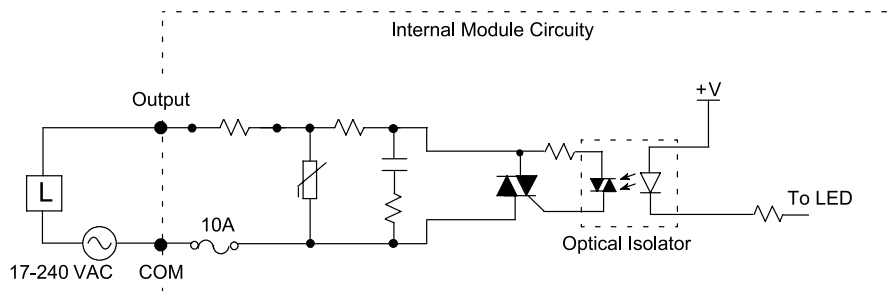 Internal Module Circuity
Output
+V
L
10A
To LED
Optical Isolator
17-240 VAC
COM